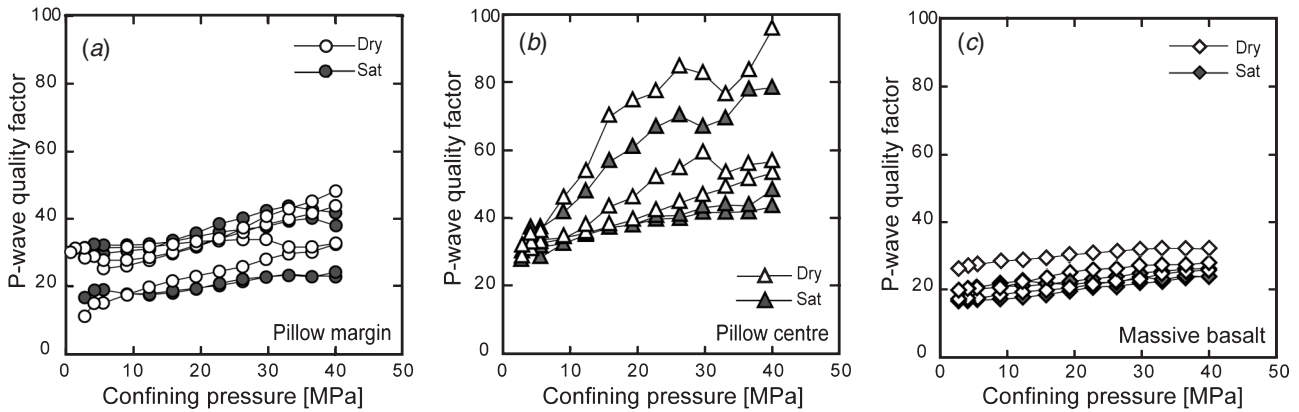 (a)
Dry
Sat
Pillow margin
P-wave quality factor
100
80
60
40
20
0
0 10 20 30 40 50
Confining pressure [MPa]
(b)
Dry
Sat
Pillow centre
P-wave quality factor
100
80
60
40
20
0
0 10 20 30 40 50
Confining pressure [MPa]
(c)
Dry
Sat
Massive basalt
P-wave quality factor
100
80
60
40
20
0
0 10 20 30 40 50
Confining pressure [MPa]